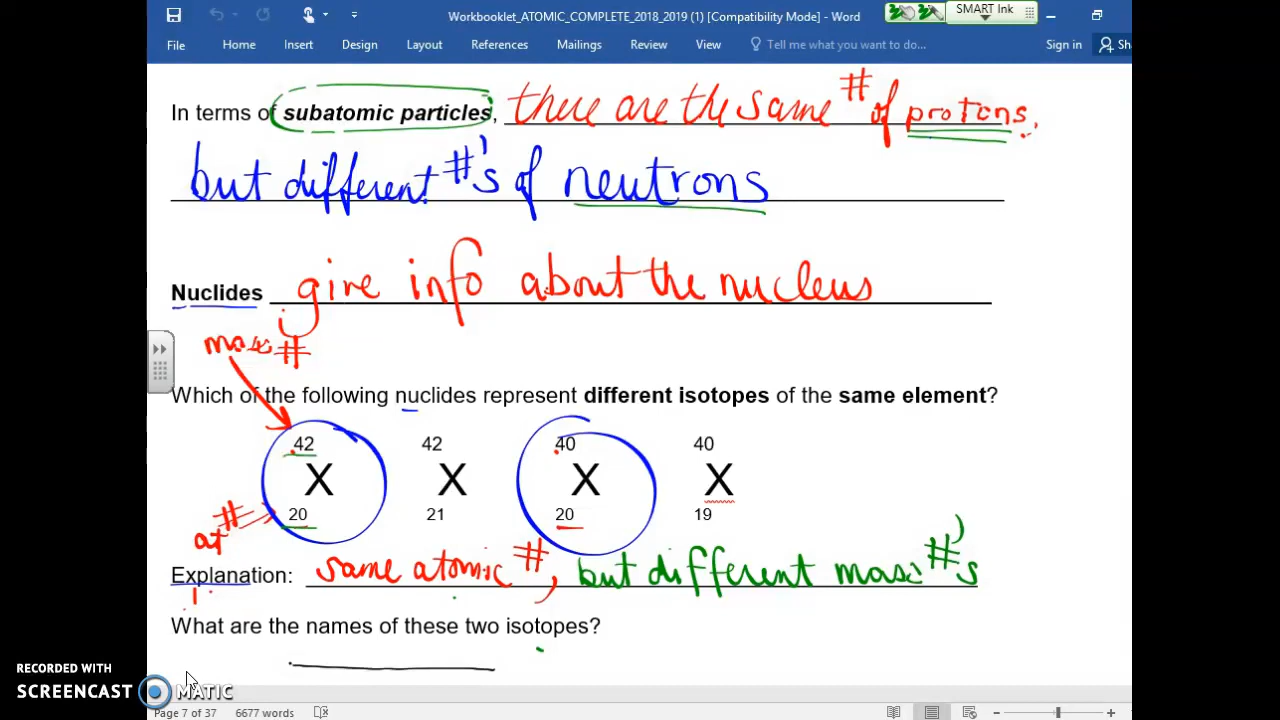 Workbooklet_ATOMIC_COMPLETE_2018_2019 (1) [Compatibility Mode] - Word
SMART Ink
File Home Insert Design Layout References Mailings Review View Tell me what you want to do... Sign in Sh
In terms of subatomic particles, there are the same # of protons,
but different #'s of neutrons
Nuclides give info about the nucleus
mass #
Which of the following nuclides represent different isotopes of the same element?
42 42 40 40
X X X X
20 21 20 19
at #
Explanation: same atomic #, but different mass #'s
What are the names of these two isotopes?
RECORDED WITH
SCREENCAST MATIC
Page 7 of 37 6677 words